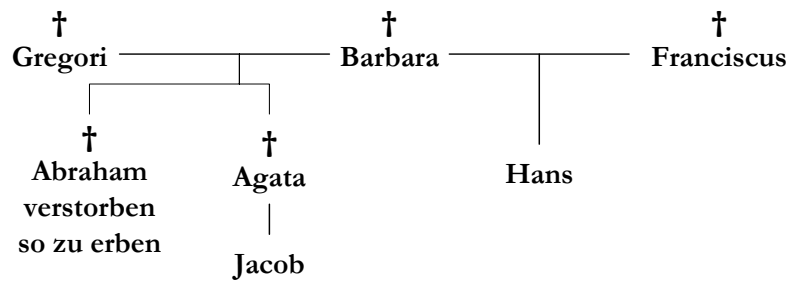 † † †
Gregori Barbara Franciscus
† †
Abraham
verstorben
so zu erben
Agata
Hans
Jacob